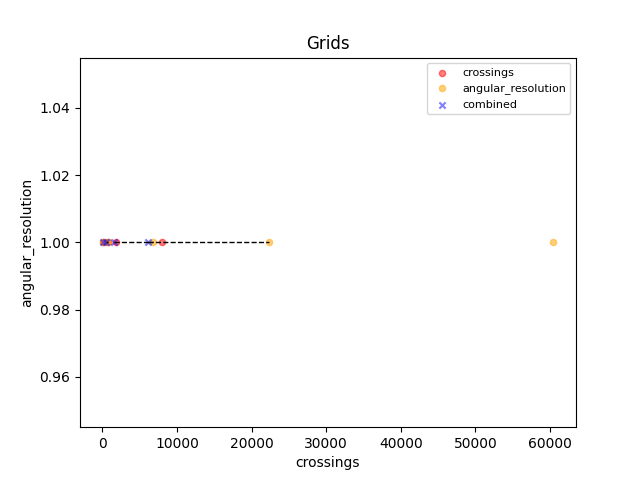 Grids
crossings
angular_resolution
combined
angular_resolution
1.04
1.02
1.00
0.98
0.96
0 10000 20000 30000 40000 50000 60000
crossings